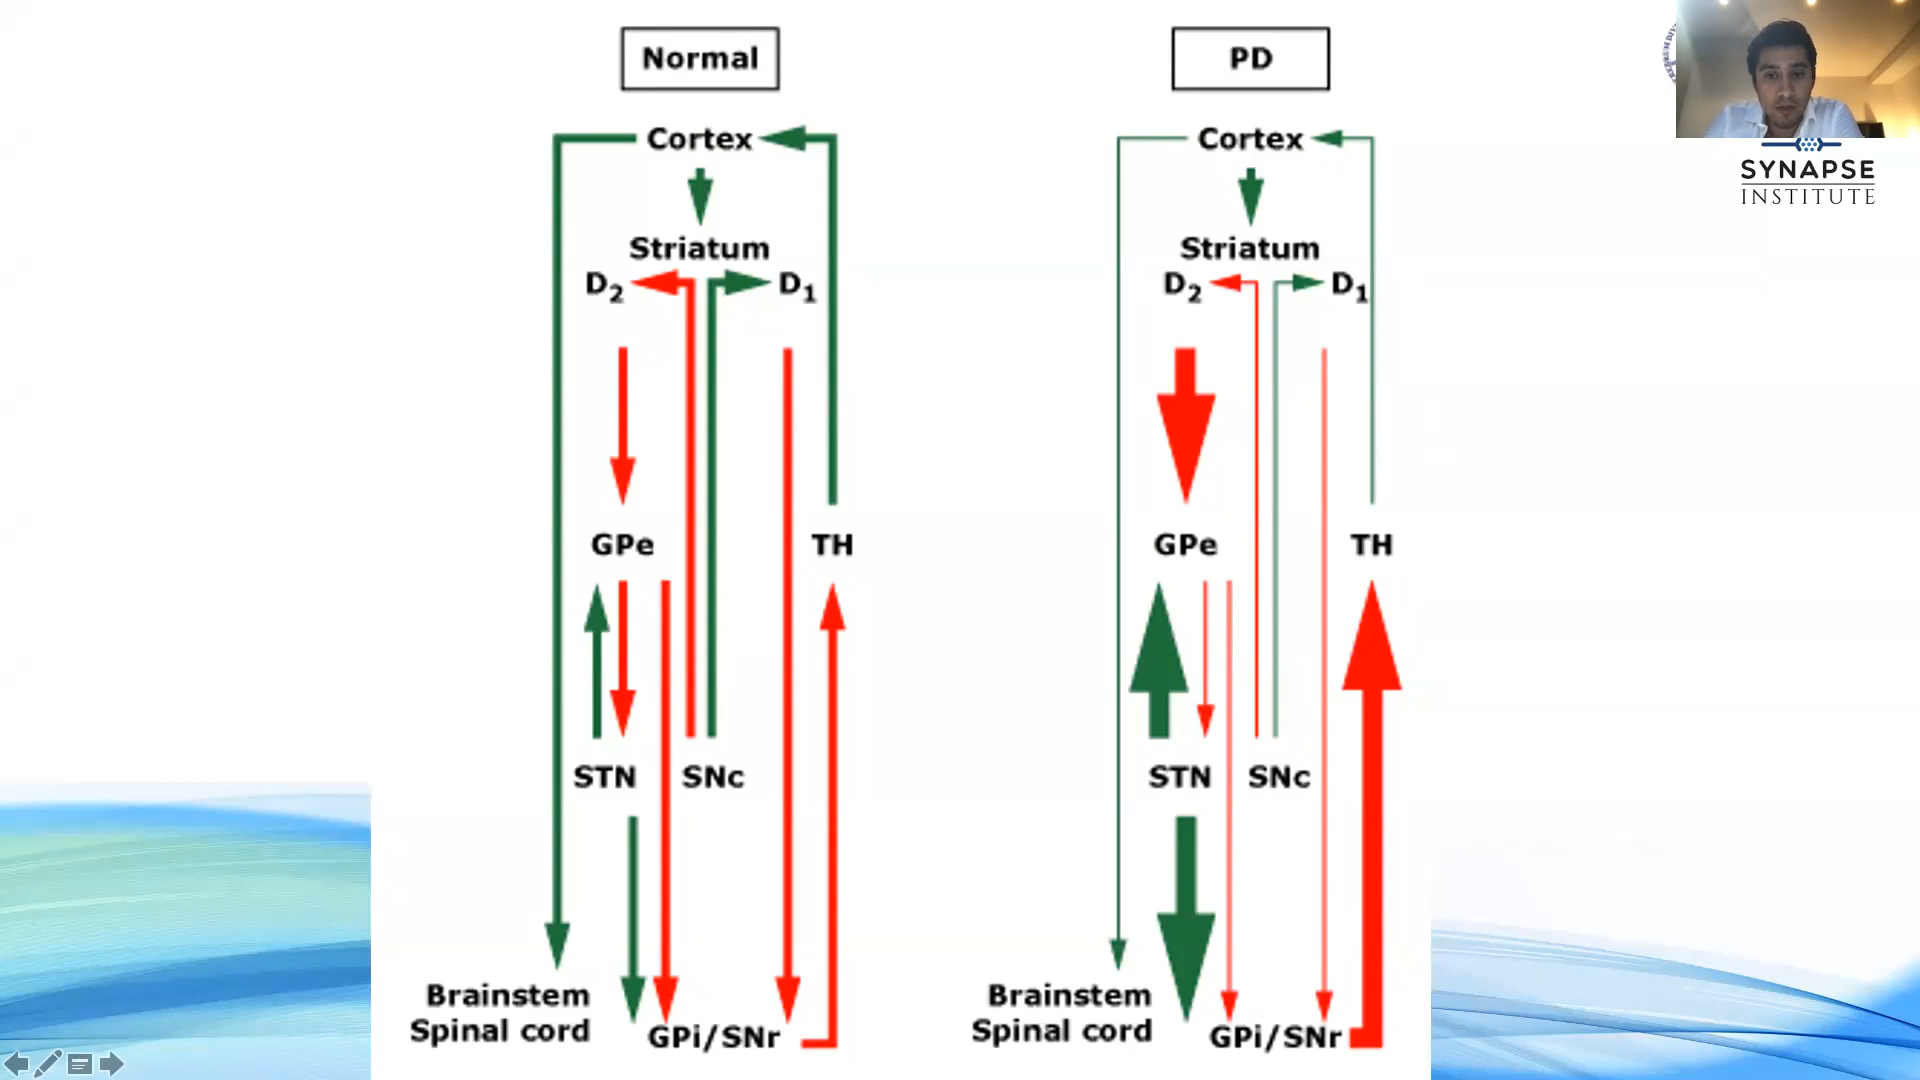 Normal
Cortex
Striatum
D2
D1
GPe
TH
STN
SNc
Brainstem
Spinal cord
GPi/SNr
PD
Cortex
Striatum
D2
D1
GPe
TH
STN
SNc
Brainstem
Spinal cord
GPi/SNr
SYNAPSE
INSTITUTE